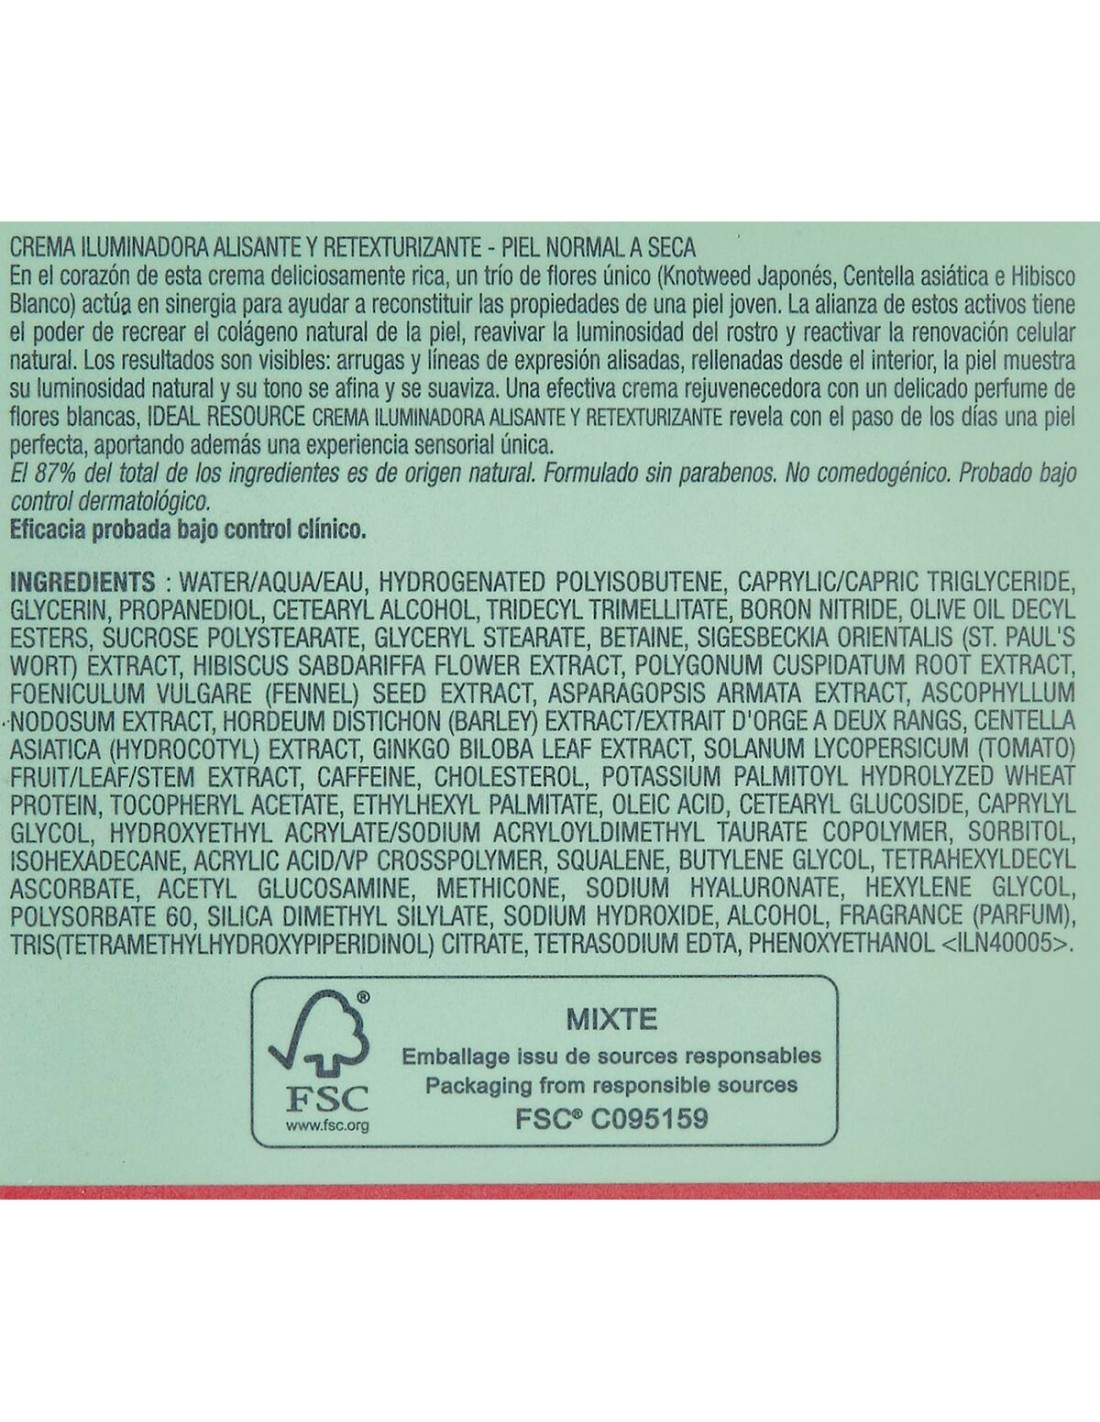 CREMA ILUMINADORA ALISANTE Y RETEXTURIZANTE - PIEL NORMAL A SECA
En el corazón de esta crema deliciosamente rica, un trío de flores único (Knotweed Japonés, Centella asiática e Hibisco
Blanco) actúa en sinergia para ayudar a reconstituir las propiedades de una piel joven. La alianza de estos activos tiene
el poder de recrear el colágeno natural de la piel, reavivar la luminosidad del rostro y reactivar la renovación celular
natural. Los resultados son visibles: arrugas y líneas de expresión alisadas, rellenadas desde el interior, la piel muestra
su luminosidad natural y su tono se afina y se suaviza. Una efectiva crema rejuvenecedora con un delicado perfume de
flores blancas, IDEAL RESOURCE CREMA ILUMINADORA ALISANTE Y RETEXTURIZANTE revela con el paso de los días una piel
perfecta, aportando además una experiencia sensorial única.
El 87% del total de los ingredientes es de origen natural. Formulado sin parabenos. No comedogénico. Probado bajo
control dermatológico.
Eficacia probada bajo control clínico.
INGREDIENTS : WATER/AQUA/EAU, HYDROGENATED POLYISOBUTENE, CAPRYLIC/CAPRIC TRIGLYCERIDE,
GLYCERIN, PROPANEDIOL, CETEARYL ALCOHOL, TRIDECYL TRIMELLITATE, BORON NITRIDE, OLIVE OIL DECYL
ESTERS, SUCROSE POLYSTEARATE, GLYCERYL STEARATE, BETAINE, SIGESBECKIA ORIENTALIS (ST. PAUL'S
WORT) EXTRACT, HIBISCUS SABDARIFFA FLOWER EXTRACT, POLYGONUM CUSPIDATUM ROOT EXTRACT,
FOENICULUM VULGARE (FENNEL) SEED EXTRACT, ASPARAGOPSIS ARMATA EXTRACT, ASCOPHYLLUM
NODOSUM EXTRACT, HORDEUM DISTICHON (BARLEY) EXTRACT/EXTRAIT D'ORGE A DEUX RANGS, CENTELLA
ASIATICA (HYDROCOTYL) EXTRACT, GINKGO BILOBA LEAF EXTRACT, SOLANUM LYCOPERSICUM (TOMATO)
FRUIT/LEAF/STEM EXTRACT, CAFFEINE, CHOLESTEROL, POTASSIUM PALMITOYL HYDROLYZED WHEAT
PROTEIN, TOCOPHERYL ACETATE, ETHYLHEXYL PALMITATE, OLEIC ACID, CETEARYL GLUCOSIDE, CAPRYLYL
GLYCOL, HYDROXYETHYL ACRYLATE/SODIUM ACRYLOYLDIMETHYL TAURATE COPOLYMER, SORBITOL,
ISOHEXADECANE, ACRYLIC ACID/VP CROSSPOLYMER, SQUALENE, BUTYLENE GLYCOL, TETRAHEXYLDECYL
ASCORBATE, ACETYL GLUCOSAMINE, METHICONE, SODIUM HYALURONATE, HEXYLENE GLYCOL,
POLYSORBATE 60, SILICA DIMETHYL SILYLATE, SODIUM HYDROXIDE, ALCOHOL, FRAGRANCE (PARFUM),
TRIS(TETRAMETHYLHYDROXYPIPERIDINOL) CITRATE, TETRASODIUM EDTA, PHENOXYETHANOL <ILN40005>.
®
FSC
www.fsc.org
MIXTE
Emballage issu de sources responsables
Packaging from responsible sources
FSC® C095159